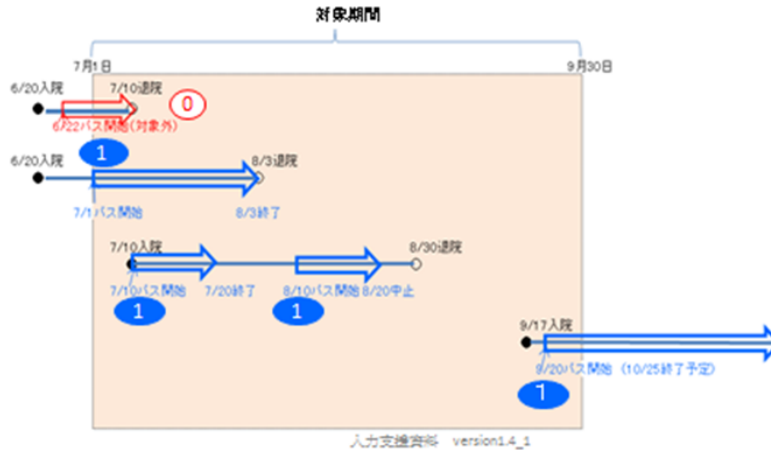 対象期間
7月1日
9月30日
6/20入院
7/10退院
0
6/22パス開始(対象外)
1
6/20入院
8/3退院
7/1パス開始
8/3終了
7/10入院
8/30退院
7/10パス開始
7/20終了
8/10パス開始
8/20中止
1
1
9/17入院
9/20パス開始 (10/25終了予定)
1
入力支援資料 version1.4_1